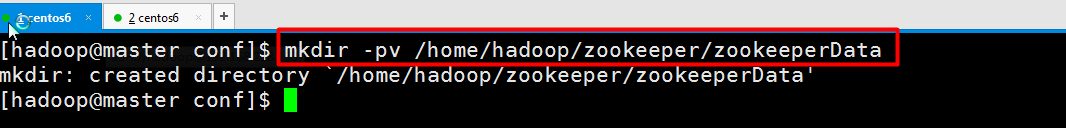 1 centos6 × 2 centos6 × +
[hadoop@master conf]$ mkdir -pv /home/hadoop/zookeeper/zookeeperData
mkdir: created directory `/home/hadoop/zookeeper/zookeeperData'
[hadoop@master conf]$